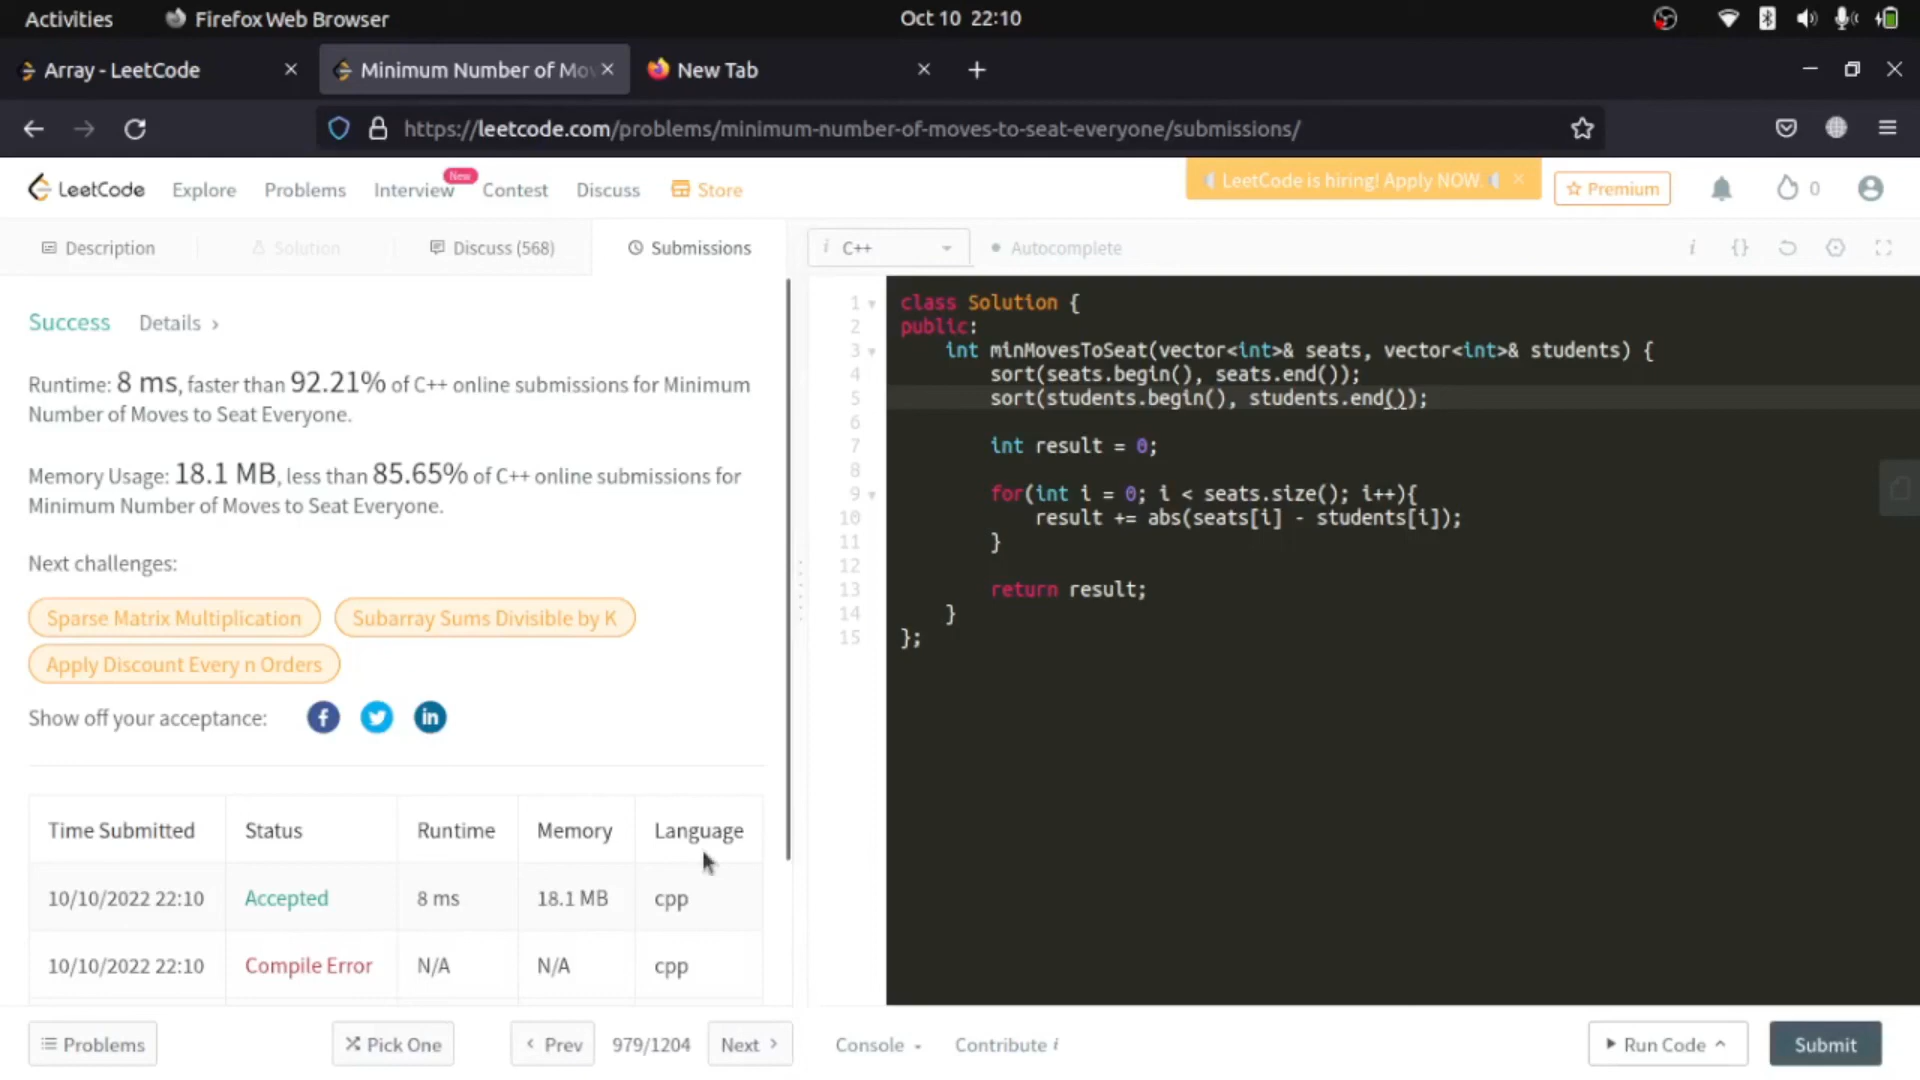 Activities
Firefox Web Browser
Oct 10 22:10
Array - LeetCode
Minimum Number of Mov
New Tab
https://leetcode.com/problems/minimum-number-of-moves-to-seat-everyone/submissions/
LeetCode
Explore
Problems
Interview
New
Contest
Discuss
Store
LeetCode is hiring! Apply NOW.
Premium
0
Description
Solution
Discuss (568)
Submissions
i C++
Autocomplete
Success Details >
Runtime: 8 ms, faster than 92.21% of C++ online submissions for Minimum
Number of Moves to Seat Everyone.
Memory Usage: 18.1 MB, less than 85.65% of C++ online submissions for
Minimum Number of Moves to Seat Everyone.
Next challenges:
Sparse Matrix Multiplication
Subarray Sums Divisible by K
Apply Discount Every n Orders
Show off your acceptance:
Time Submitted Status Runtime Memory Language
10/10/2022 22:10 Accepted 8 ms 18.1 MB cpp
10/10/2022 22:10 Compile Error N/A N/A cpp
1 class Solution {
2 public:
3 int minMovesToSeat(vector<int>& seats, vector<int>& students) {
4 sort(seats.begin(), seats.end());
5 sort(students.begin(), students.end());
6
7 int result = 0;
8
9 for(int i = 0; i < seats.size(); i++){
10 result += abs(seats[i] - students[i]);
11 }
12
13 return result;
14 }
15 };
Problems
Pick One
Prev
979/1204
Next
Console
Contribute i
Run Code
Submit